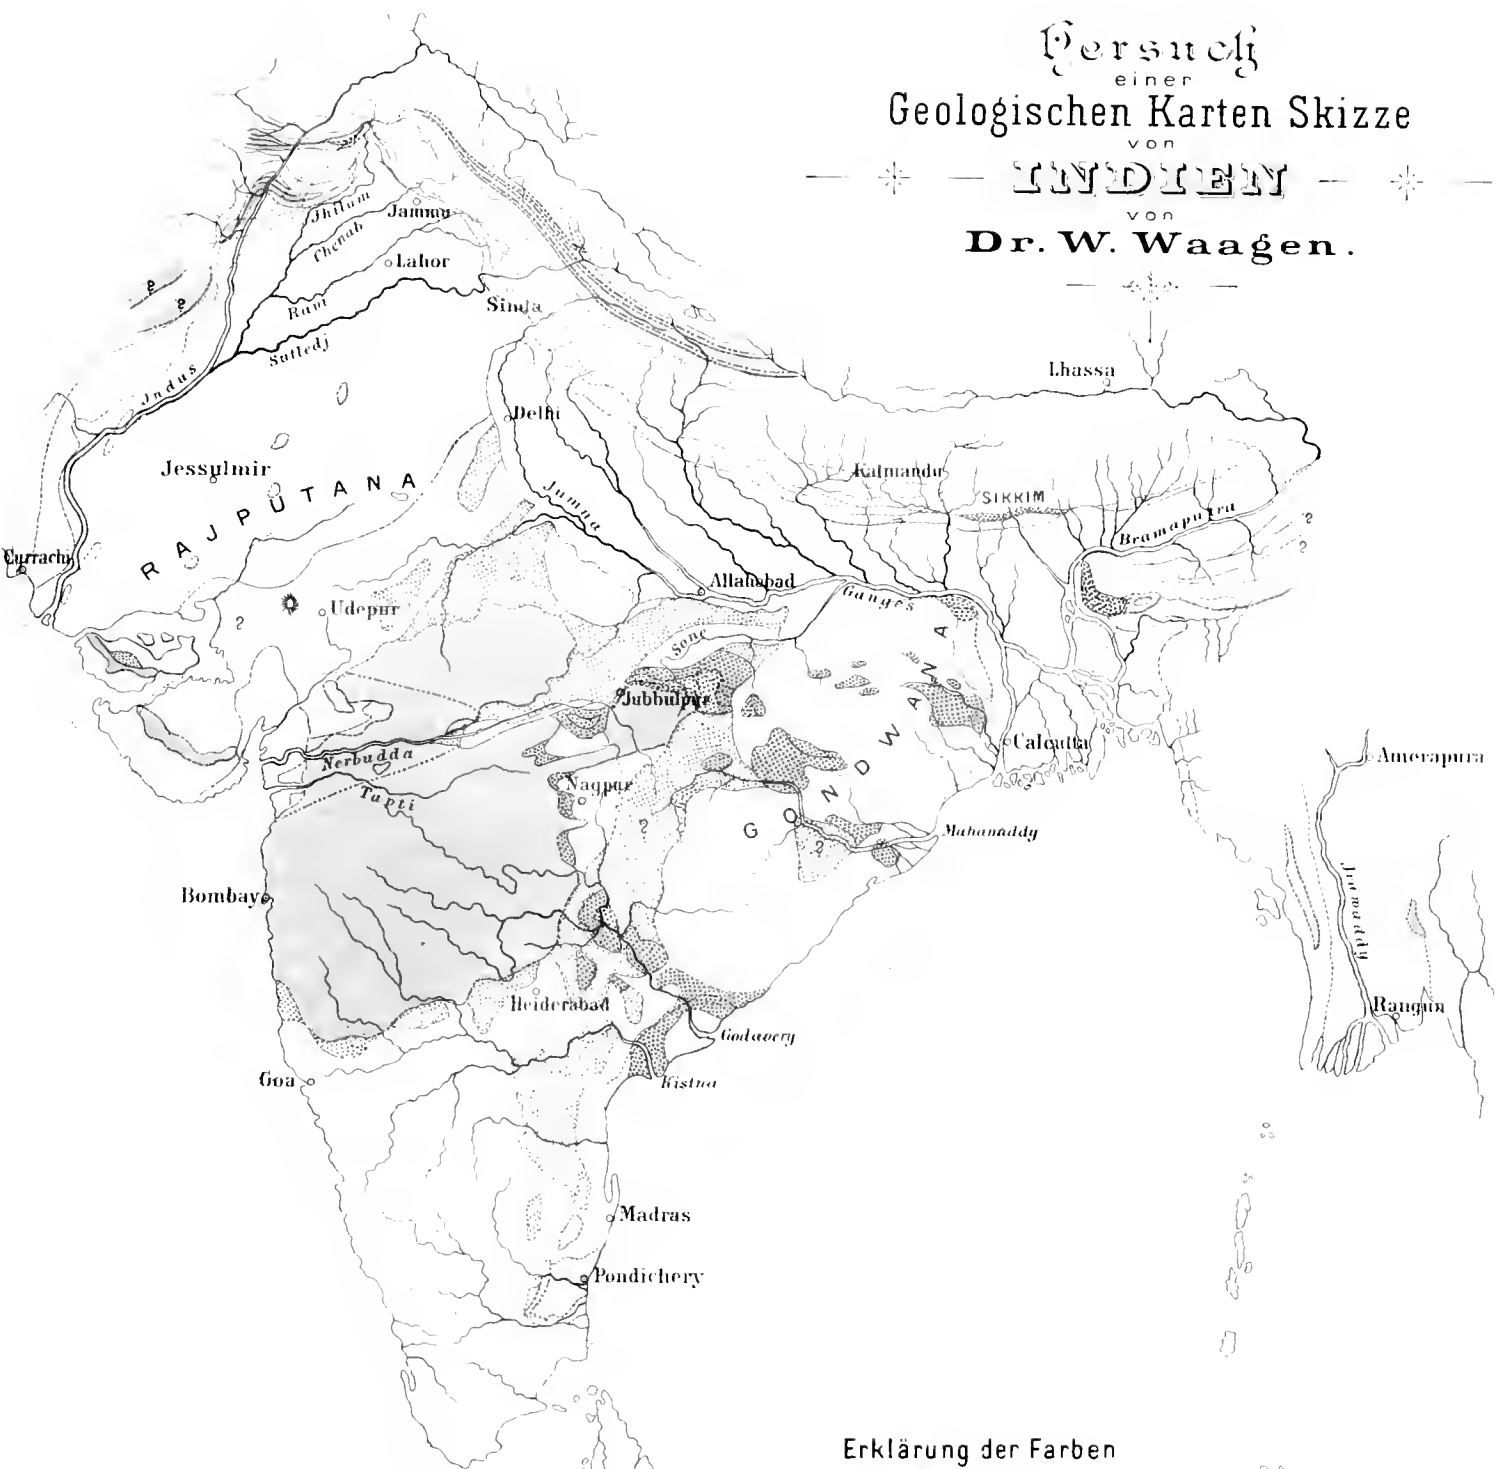 Versuch
einer
Geologischen Karten Skizze
von
INDIEN
von
Dr. W. Waagen.
Jhilum
Jammu
Chenab
Lahor
Ravi
Simla
Sutledj
?
?
Indus
Lhassa
Delhi
Jessulmir
RAJPUTANA
Katmandu
SIKKIM
Jumna
Bramaputra
?
?
Currachi
Allahabad
Ganges
Udepur
?
Sone
Jubbulpur
GONDWANA
Calcutta
Nerbudda
Amerapura
Tapti
Nagpur
?
?
Mahanaddy
Bombay
Irrewaddy
Heiderabad
Rangun
Godavery
Goa
Kistna
Madras
Pondichery
Erklärung der Farben